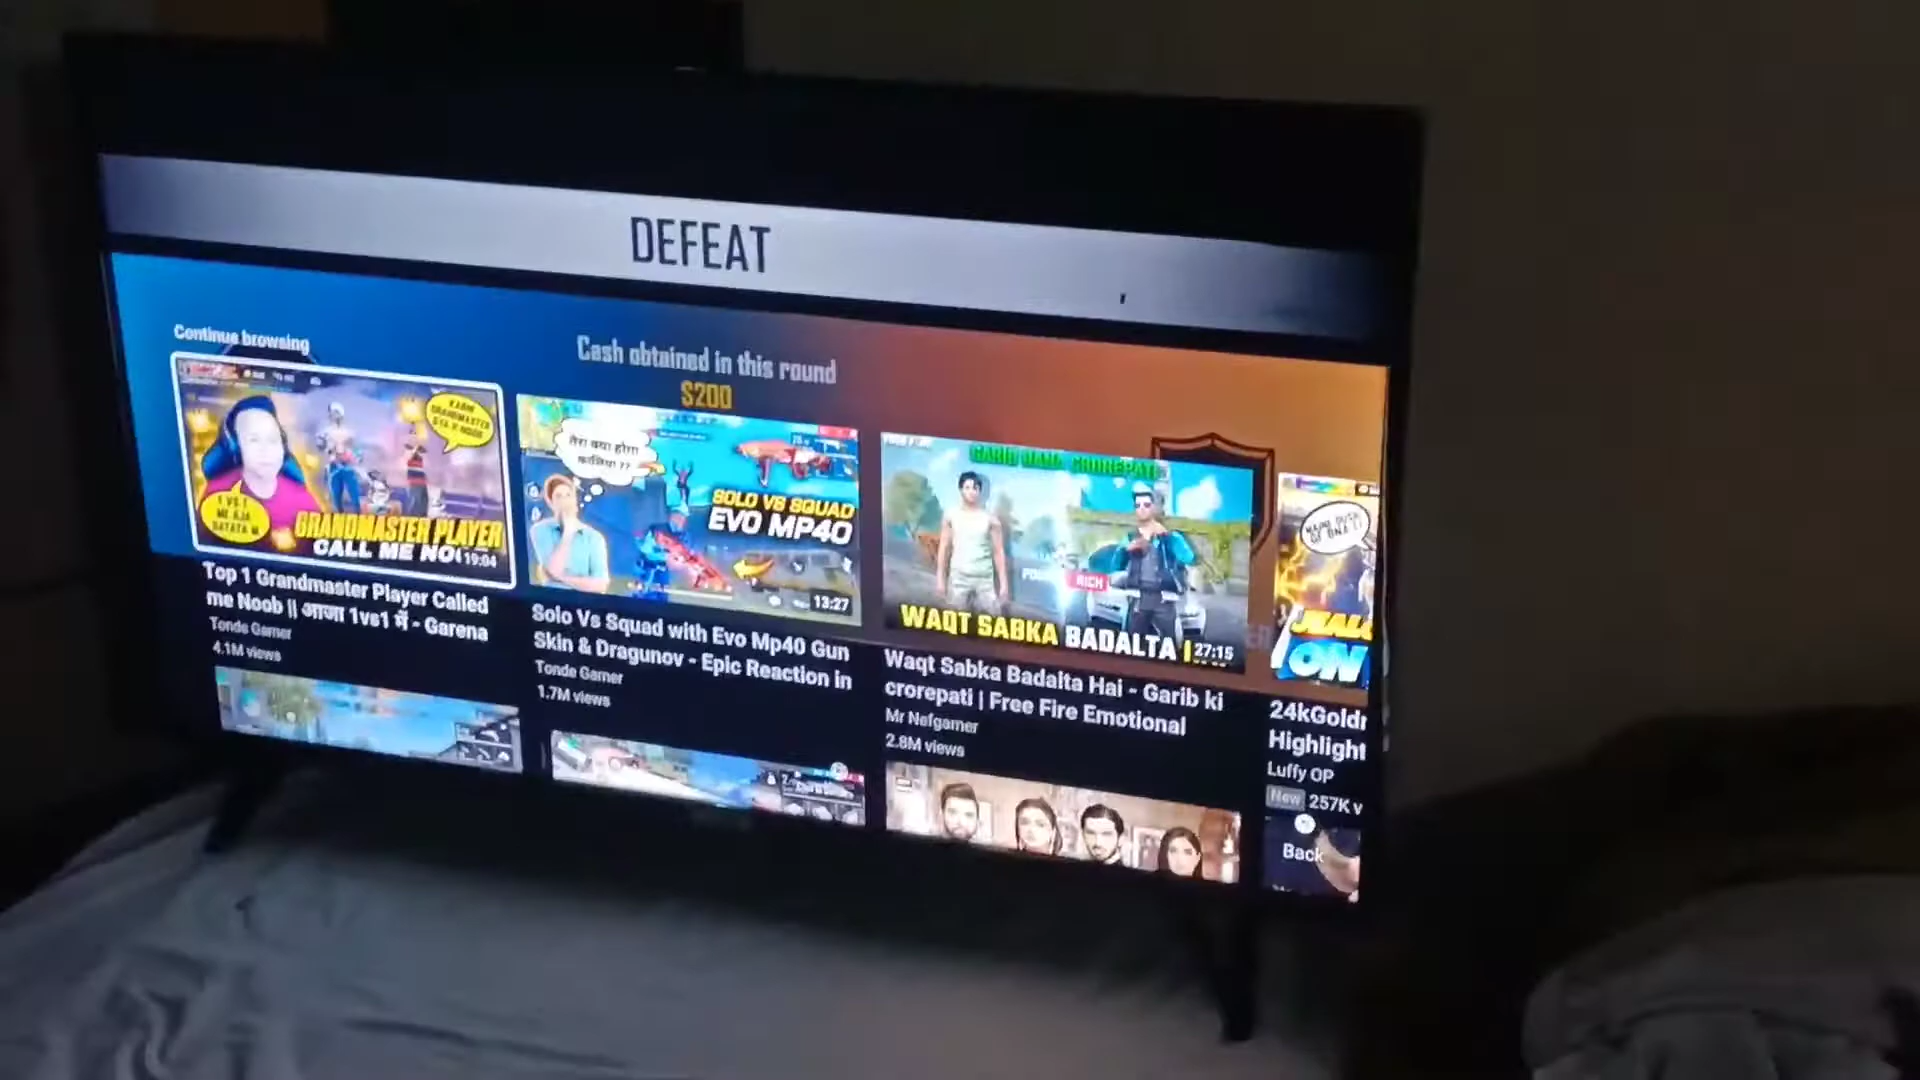 DEFEAT
Continue browsing
Cash obtained in this round
$200
GRANDMASTER PLAYER
CALL ME NO
19:04
Top 1 Grandmaster Player Called
me Noob || आजा 1vs1 में - Garena
Tonde Gamer
4.1M views
तेरा क्या होगा
कालिया ??
SOLO VS SQUAD
EVO MP40
13:27
Solo Vs Squad with Evo Mp40 Gun
Skin & Dragunov - Epic Reaction in
Tonde Gamer
1.7M views
RICH
WAQT SABKA BADALTA
27:15
Waqt Sabka Badalta Hai - Garib ki
crorepati | Free Fire Emotional
Mr Nefgamer
2.8M views
ON
24kGoldn
Highlight
Luffy OP
New 257K v
Back